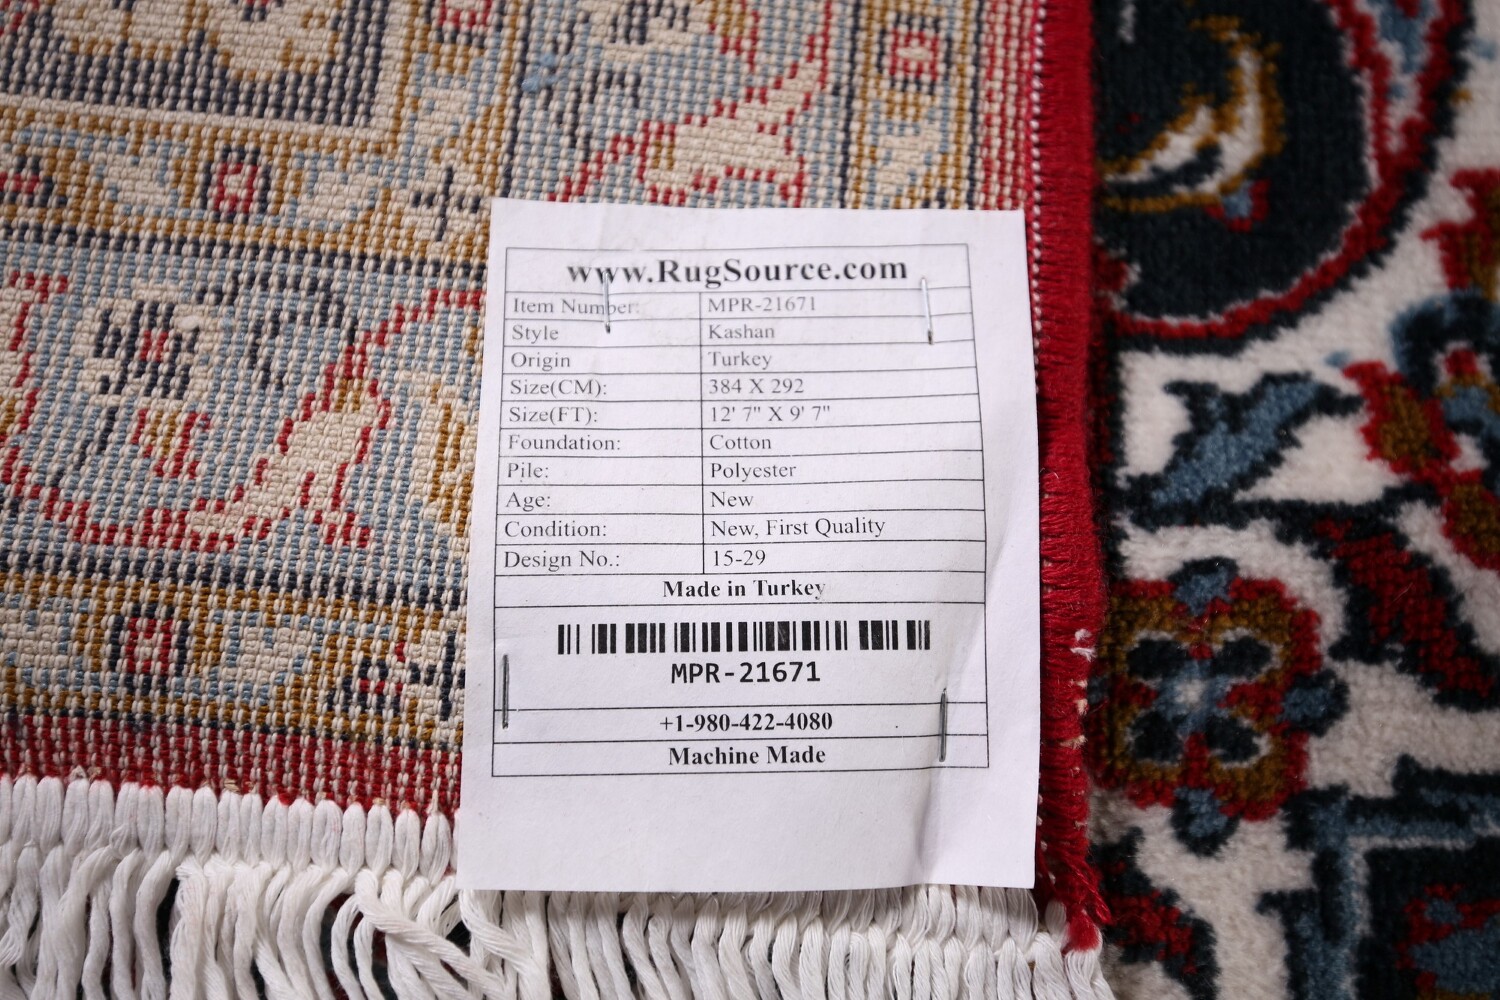 www.RugSource.com
Item Number: MPR-21671
Style Kashan
Origin Turkey
Size(CM): 384 X 292
Size(FT): 12' 7" X 9' 7"
Foundation: Cotton
Pile: Polyester
Age: New
Condition: New, First Quality
Design No.: 15-29
Made in Turkey
MPR-21671
+1-980-422-4080
Machine Made